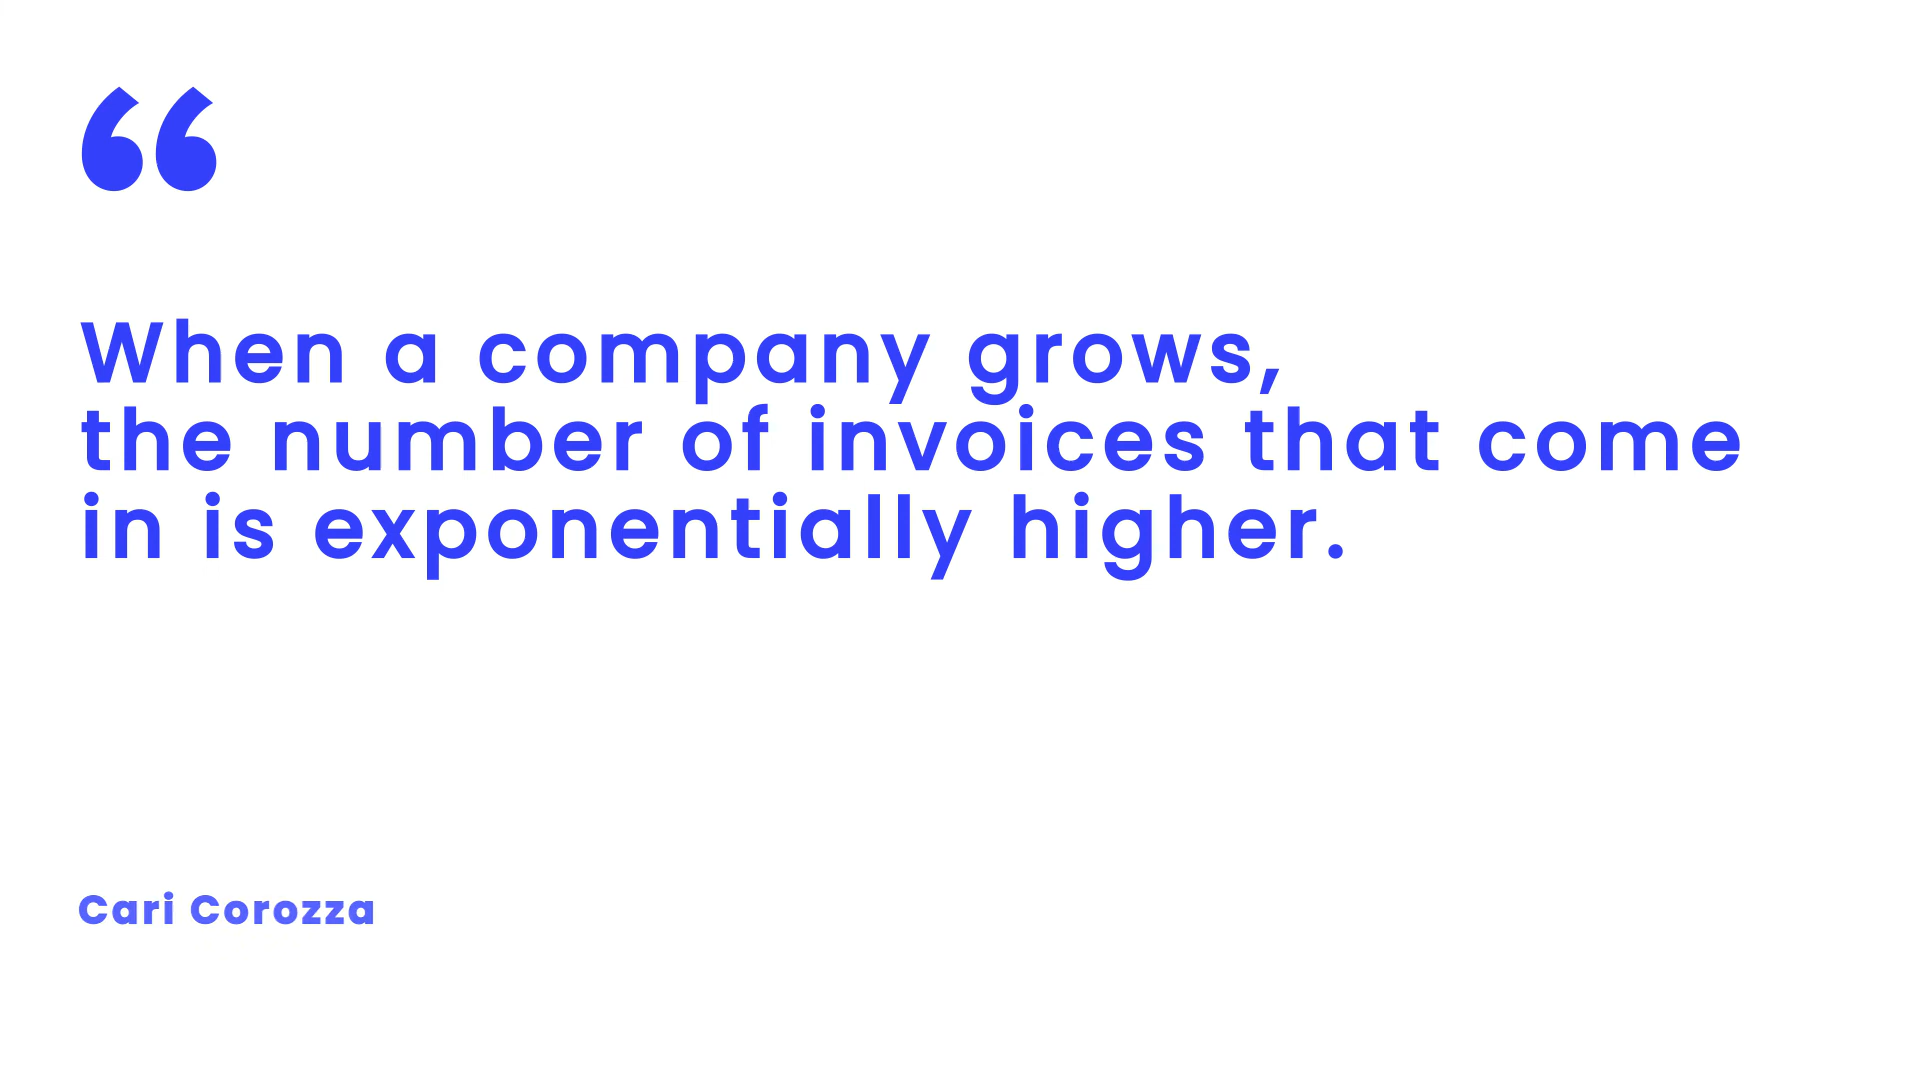 “
When a company grows,
the number of invoices that come
in is exponentially higher.
Cari Corozza